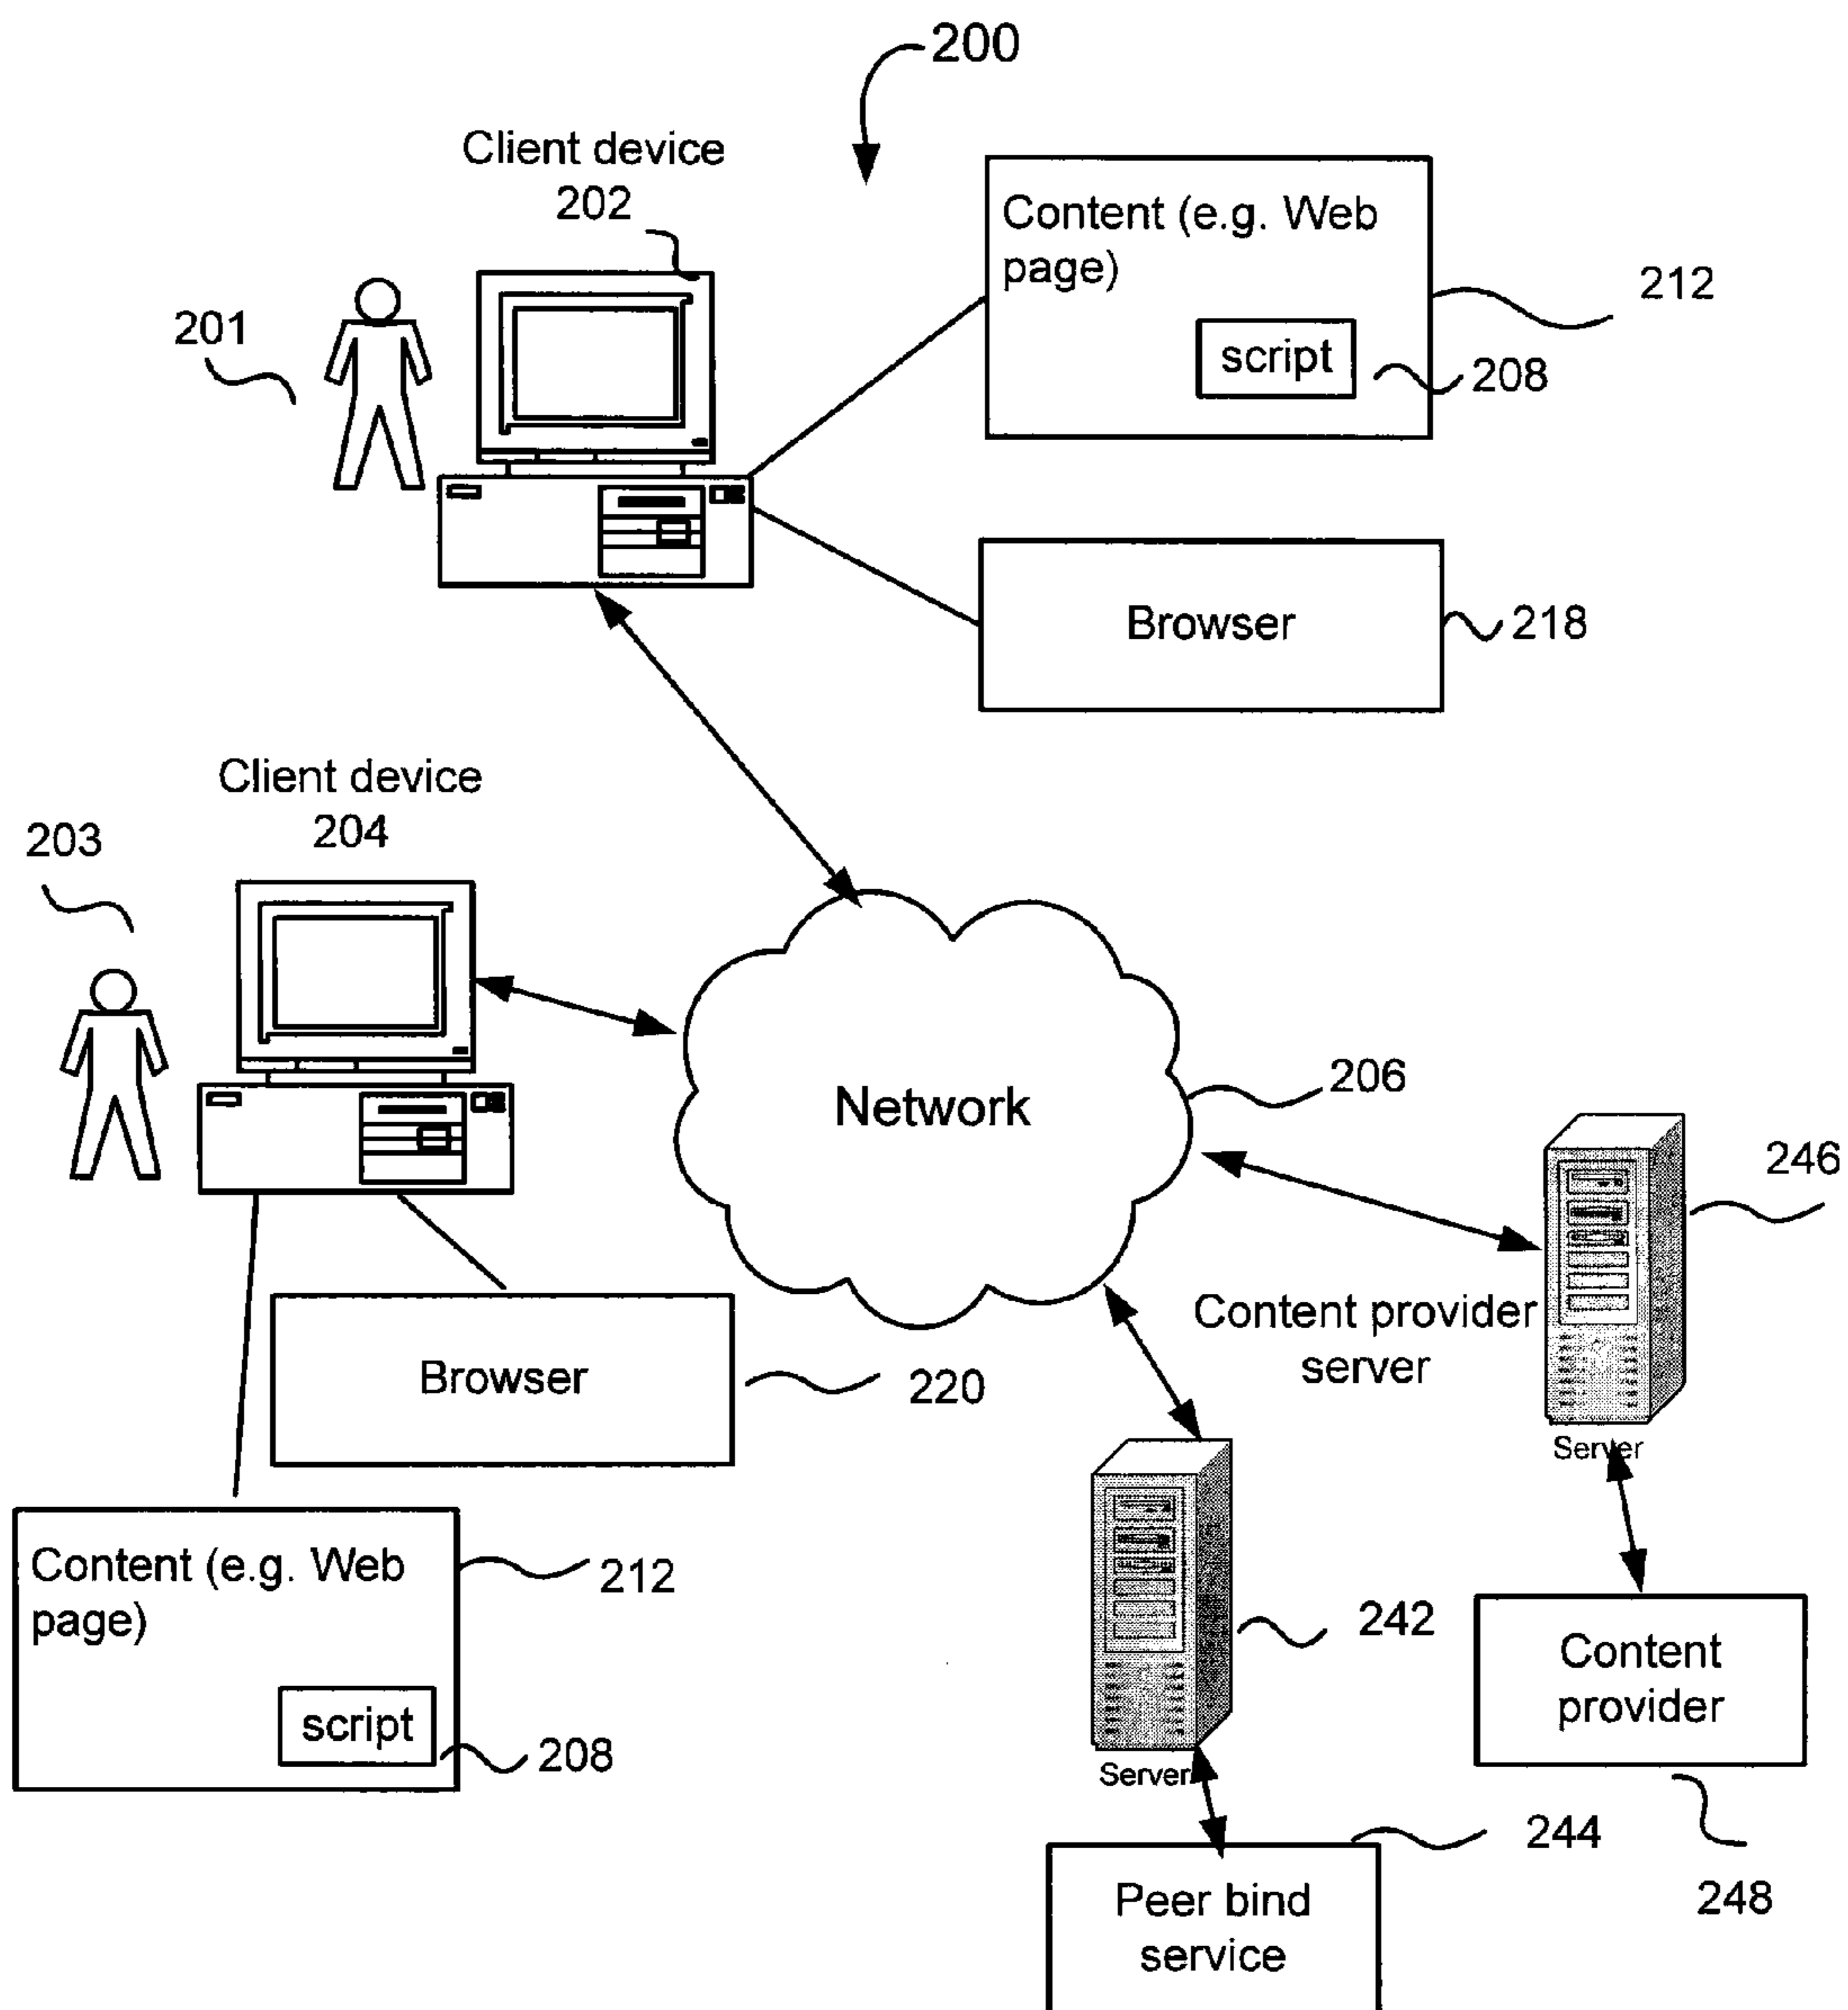 200
Client device
202
Content (e.g. Web
page)
212
201
script
208
Browser
218
Client device
204
203
Network
206
246
Content provider
server
Browser
220
Server
Content (e.g. Web
page)
212
242
Content
provider
script
208
Server
244
248
Peer bind
service